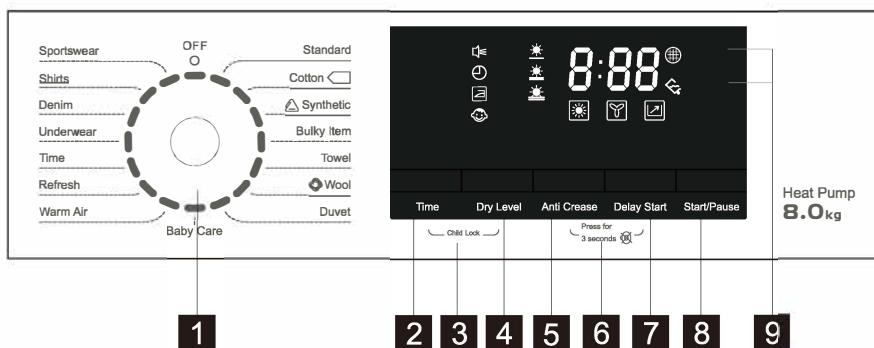 OFF
Sportswear
Shirts
Denim
Underwear
Time
Refresh
Warm Air
Baby Care
Standard
Cotton
Synthetic
Bulky Item
Towel
Wool
Duvet
8:88
Time Dry Level Anti Crease Delay Start Start/Pause
Child Lock
Press for
3 seconds
Heat Pump
8.0kg
1 2 3 4 5 6 7 8 9